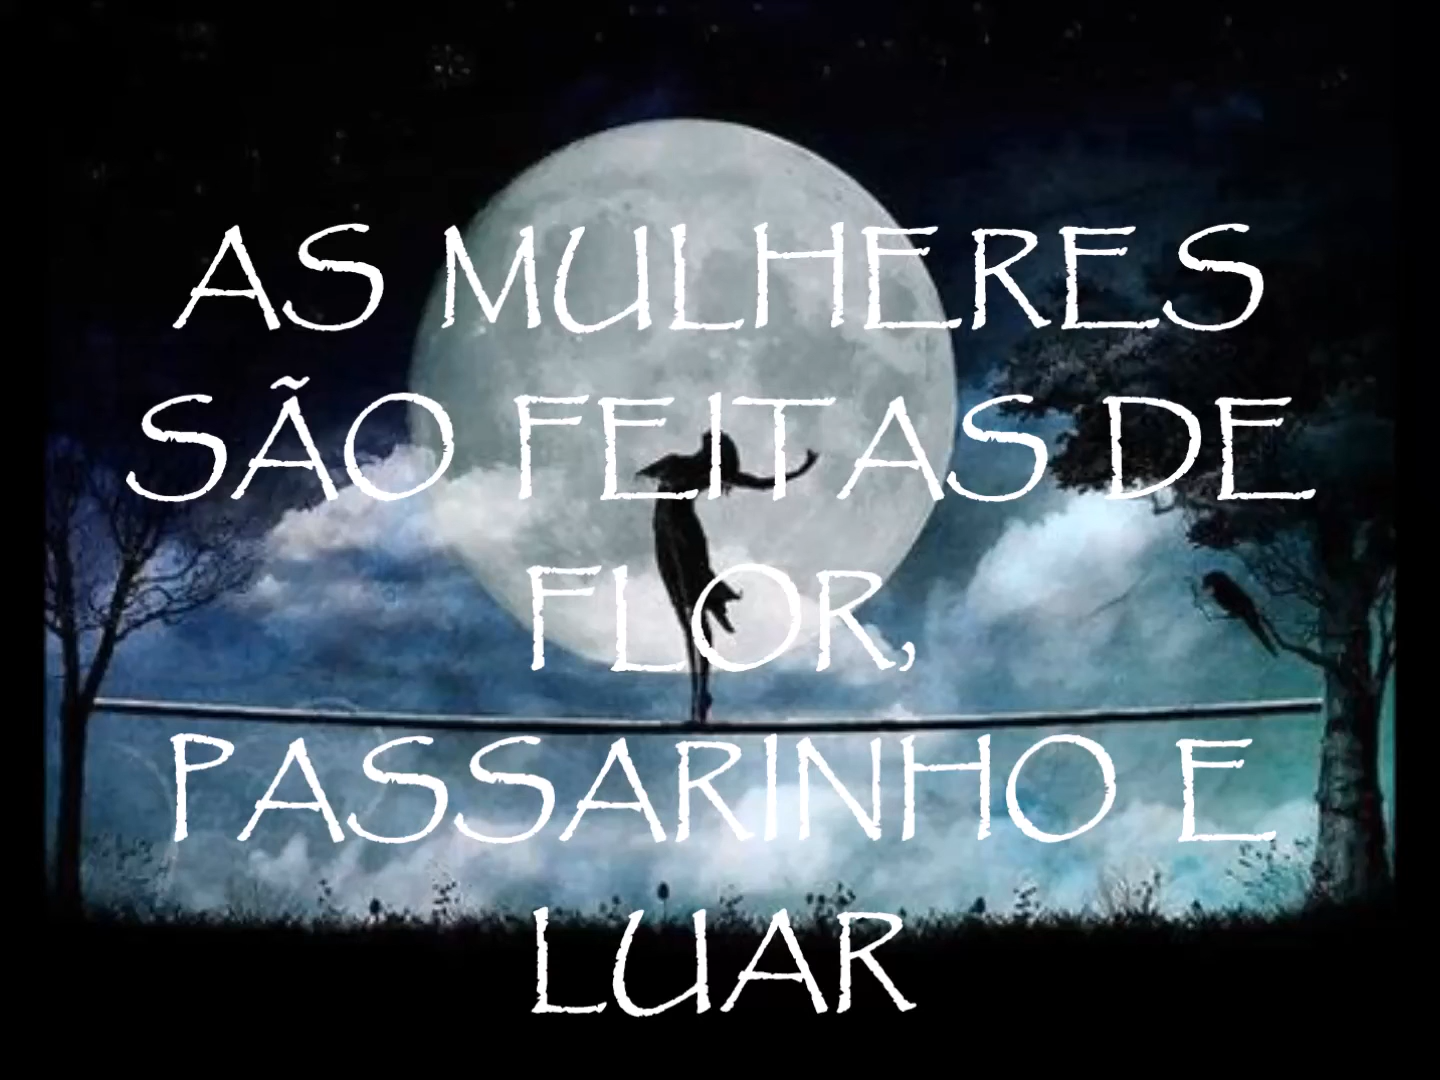 AS MULHERES
SÃO FEITAS DE
FLOR,
PASSARINHO E
LUAR